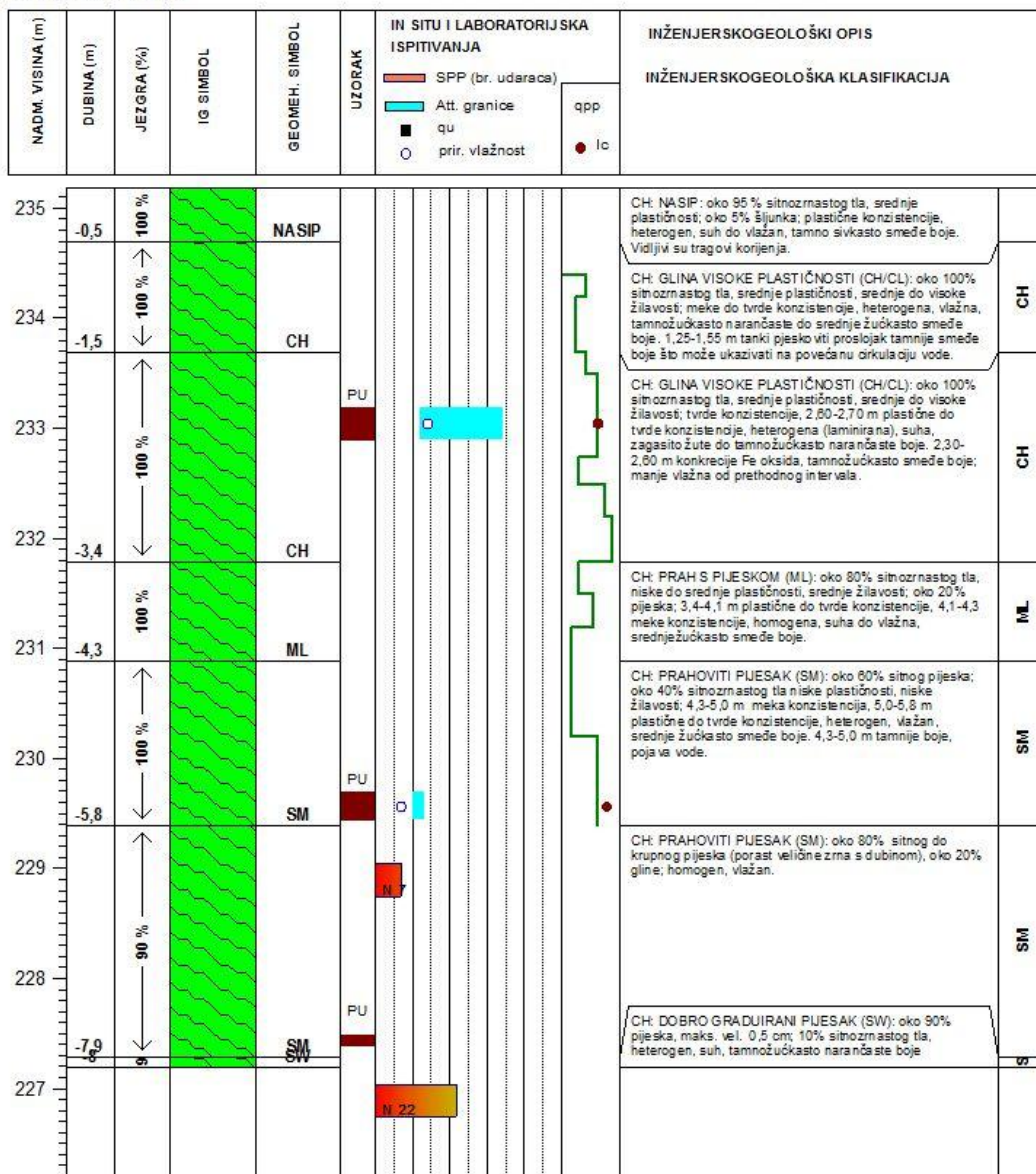 NADM. VISINA (m)
DUBINA (m)
JEZGRA (%)
IG SIMBOL
GEOMEH. SIMBOL
UZORAK
IN SITU I LABORATORIJSKA
ISPITIVANJA
SPP (br. udaraca)
Att. granice
qu
prir. vlažnost
qpp
Ic
INŽENJERSKOGEOLOŠKI OPIS
INŽENJERSKOGEOLOŠKA KLASIFIKACIJA
235
-0,5
100 %
NASIP
CH: NASIP: oko 95 % sitnozrnastog tla, srednje
plastičnosti; oko 5% šljunka; plastične konzistencije,
heterogen, suh do vlažan, tamno sivkasto smeđe boje.
Vidljivi su tragovi korijenja.
234
-1,5
100 %
CH
CH: GLINA VISOKE PLASTIČNOSTI (CH/CL): oko 100%
sitnozrnastog tla, srednje plastičnosti, srednje do visoke
žilavosti; meke do tvrde konzistencije, heterogena, vlažna,
tamnožućkasto narančaste do srednje žućkasto smeđe
boje. 1,25-1,55 m tanki pjeskoviti proslojak tamnije smeđe
boje što može ukazivati na povećanu cirkulaciju vode.
CH
233
232
-3,4
100 %
CH
PU
CH: GLINA VISOKE PLASTIČNOSTI (CH/CL): oko 100%
sitnozrnastog tla, srednje plastičnosti, srednje do visoke
žilavosti; tvrde konzistencije, 2,60-2,70 m plastične do
tvrde konzistencije, heterogena (laminirana), suha,
zagasito žute do tamnožućkasto narančaste boje. 2,30-
2,60 m konkrecije Fe oksida, tamnožućkasto smeđe boje;
manje vlažna od prethodnog intervala.
CH
231
-4,3
100 %
ML
CH: PRAH S PIJESKOM (ML): oko 80% sitnozrnastog tla,
niske do srednje plastičnosti, srednje žilavosti; oko 20%
pijeska; 3,4-4,1 m plastične do tvrde konzistencije, 4,1-4,3
meke konzistencije, homogena, suha do vlažna,
srednježućkasto smeđe boje.
ML
230
-5,8
100 %
SM
PU
CH: PRAHOVITI PIJESAK (SM): oko 60% sitnog pijeska;
oko 40% sitnozrnastog tla niske plastičnosti, niske
žilavosti; 4,3-5,0 m meka konzistencija, 5,0-5,8 m
plastične do tvrde konzistencije, heterogen, vlažan,
srednje žućkasto smeđe boje. 4,3-5,0 m tamnije boje,
pojava vode.
SM
229
228
-7,9
90 %
SM
N 7
PU
CH: PRAHOVITI PIJESAK (SM): oko 80% sitnog do
krupnog pijeska (porast veličine zrna s dubinom), oko 20%
gline; homogen, vlažan.
SM
-8
9
SW
CH: DOBRO GRADUIRANI PIJESAK (SW): oko 90%
pijeska, maks. vel. 0,5 cm; 10% sitnozrnastog tla,
heterogen, suh, tamnožućkasto narančaste boje
S
227
N 22